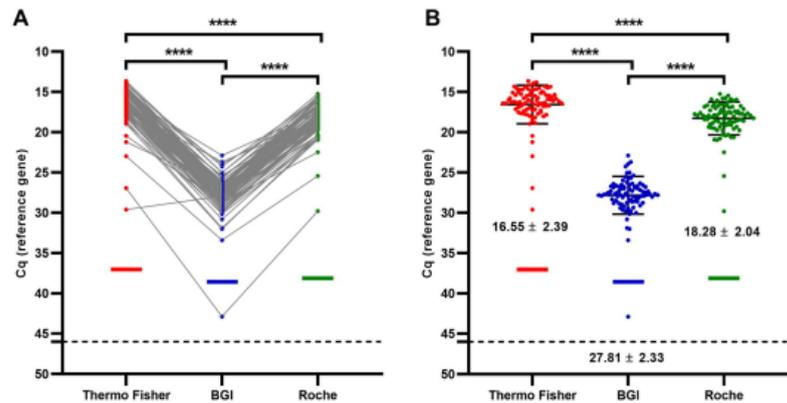 A
****
****
****
Cq (reference gene)
10
15
20
25
30
35
40
45
50
Thermo Fisher
BGI
Roche
B
****
****
****
Cq (reference gene)
10
15
20
25
30
35
40
45
50
16.55 ± 2.39
18.28 ± 2.04
27.81 ± 2.33
Thermo Fisher
BGI
Roche